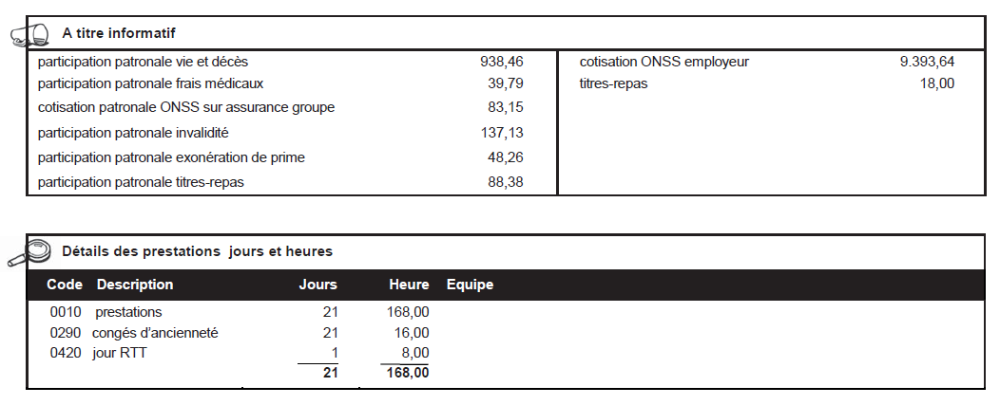 A titre informatif
participation patronale vie et décès 938,46 cotisation ONSS employeur 9.393,64
participation patronale frais médicaux 39,79 titres-repas 18,00
cotisation patronale ONSS sur assurance groupe 83,15
participation patronale invalidité 137,13
participation patronale exonération de prime 48,26
participation patronale titres-repas 88,38
Détails des prestations jours et heures
Code Description Jours Heure Equipe
0010 prestations 21 168,00
0290 congés d'ancienneté 21 16,00
0420 jour RTT 1 8,00
21 168,00